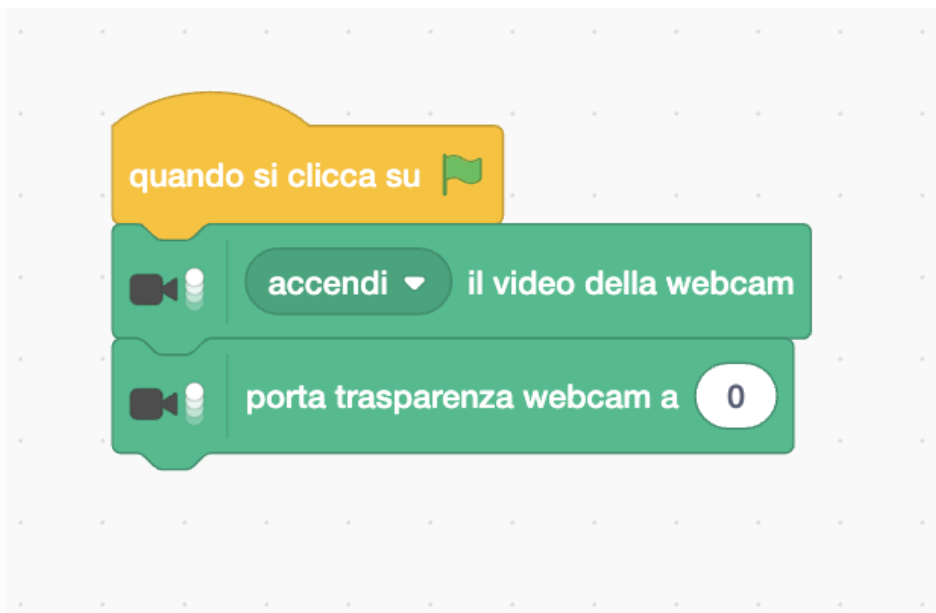 quando si clicca su
accendi il video della webcam
porta trasparenza webcam a 0